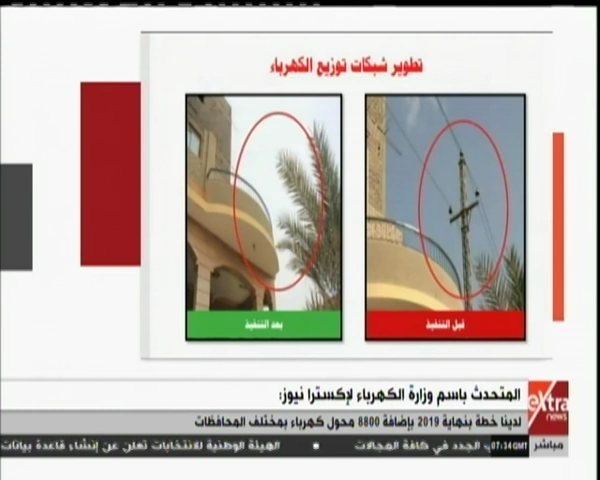 تطوير شبكات توزيع الكهرباء
قبل التنفيذ
بعد التنفيذ
المتحدث باسم وزارة الكهرباء لإكسترا نيوز:
لدينا خطة بنهاية 2019 بإضافة 8800 محول كهرباء بمختلف المحافظات
eXtra
news
مباشر
07:34 GMT
الجدد في كافة المجالات
الهيئة الوطنية للانتخابات تعلن عن إنشاء قاعدة بيانات